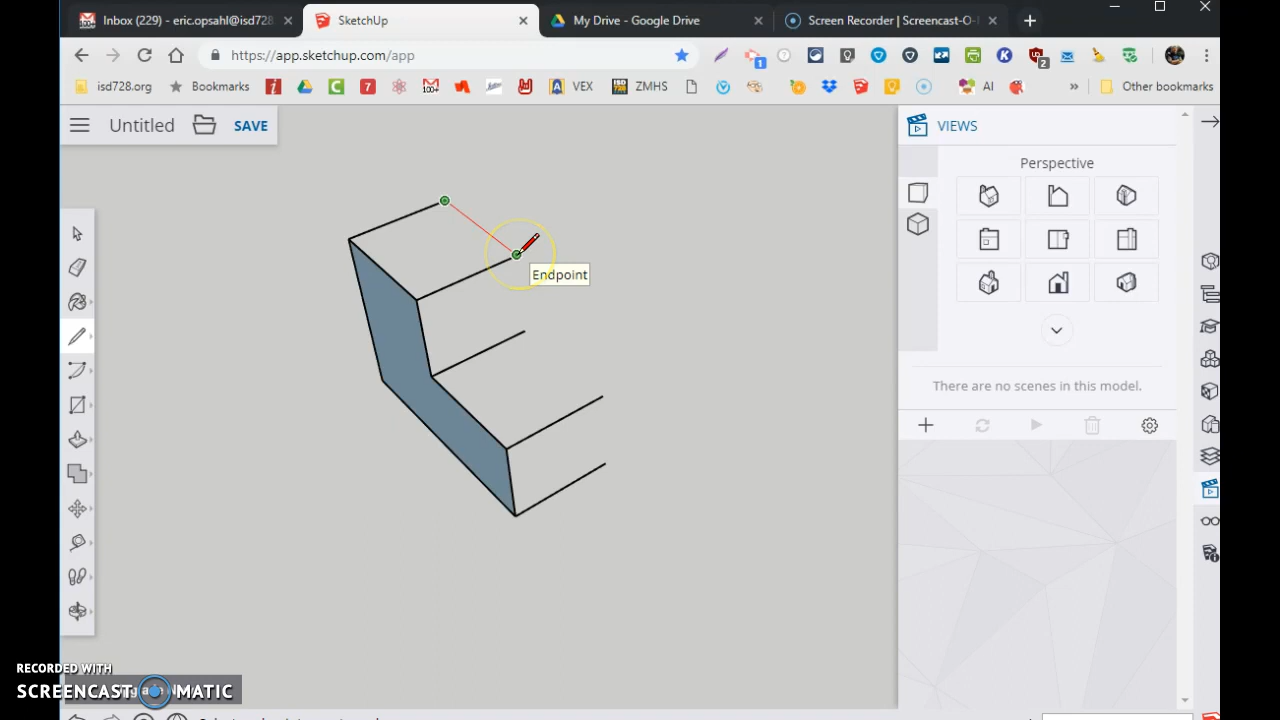 Inbox (229) - eric.opsahl@isd728
SketchUp
My Drive - Google Drive
Screen Recorder | Screencast-O-
https://app.sketchup.com/app
isd728.org
Bookmarks
VEX
ZMHS
AI
Other bookmarks
Untitled
SAVE
VIEWS
Perspective
Endpoint
There are no scenes in this model.
RECORDED WITH
SCREENCAST MATIC